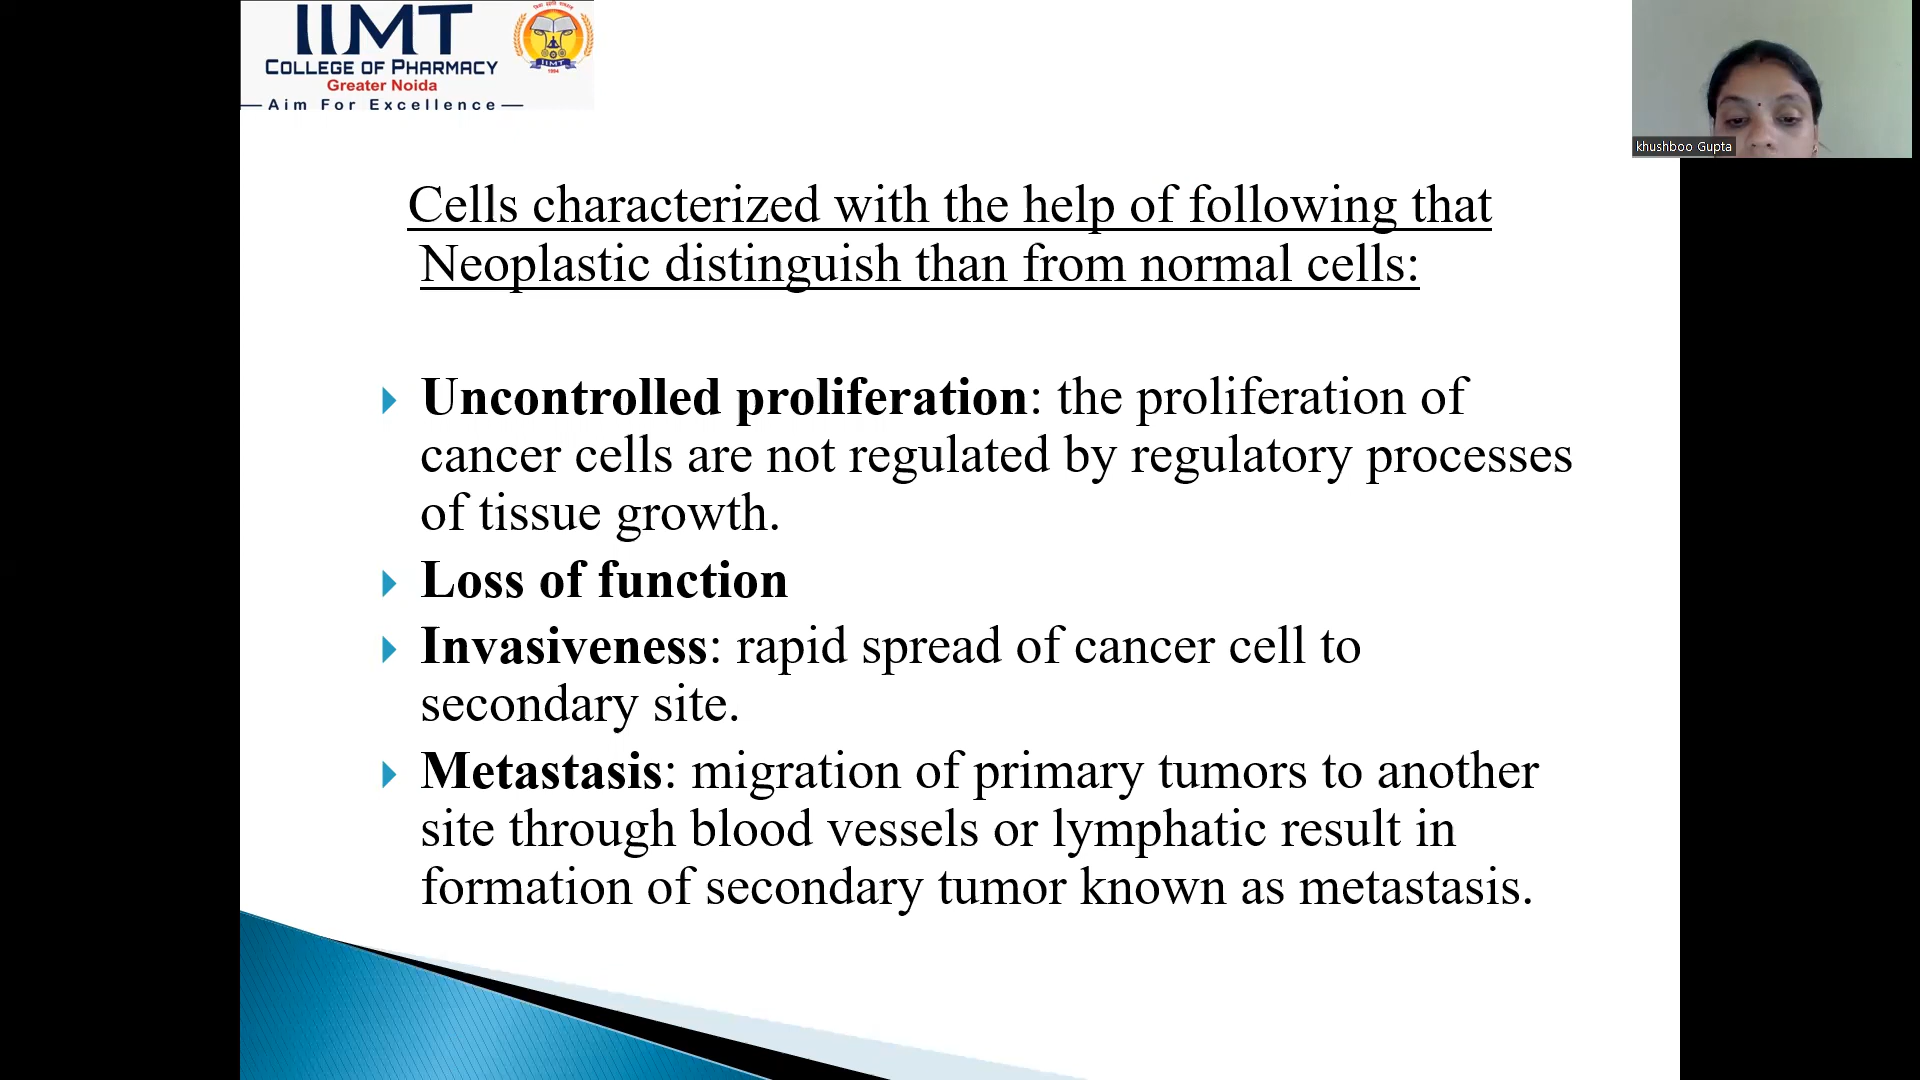 IIMT
COLLEGE OF PHARMACY
Greater Noida
Aim For Excellence
IIMT
1994
khushboo Gupta
Cells characterized with the help of following that
Neoplastic distinguish than from normal cells:
Uncontrolled proliferation: the proliferation of
cancer cells are not regulated by regulatory processes
of tissue growth.
Loss of function
Invasiveness: rapid spread of cancer cell to
secondary site.
Metastasis: migration of primary tumors to another
site through blood vessels or lymphatic result in
formation of secondary tumor known as metastasis.